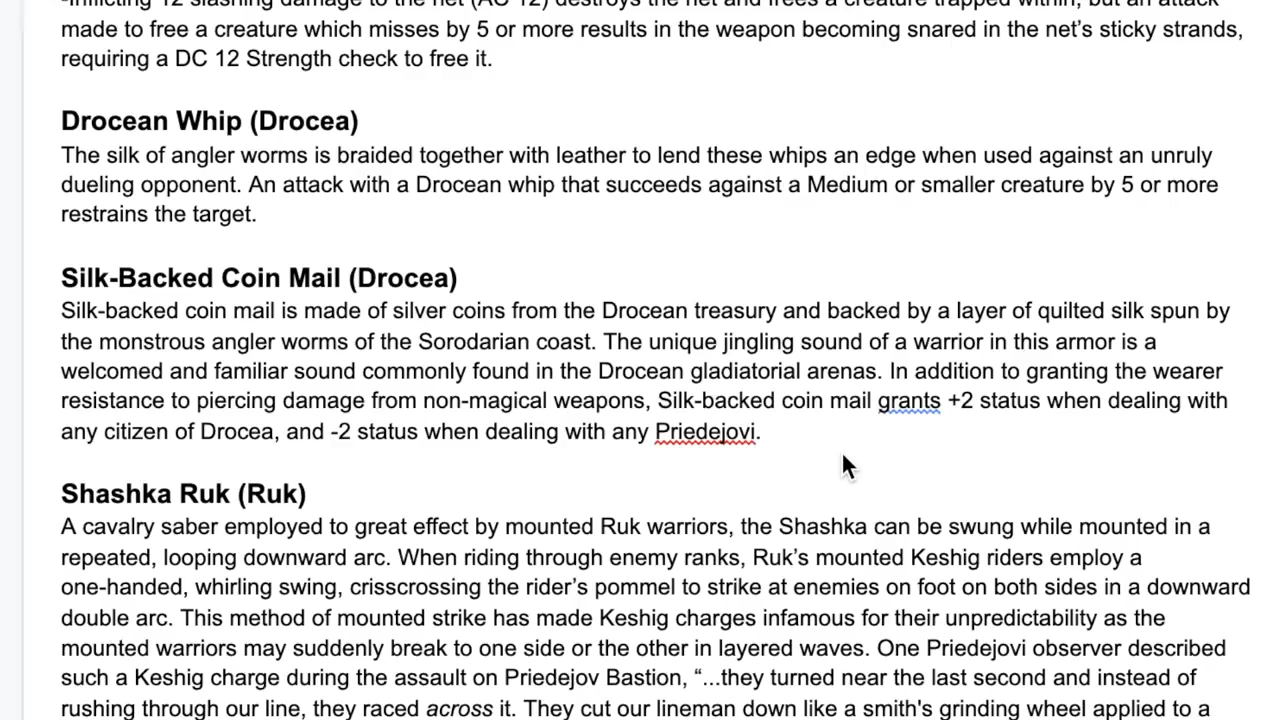 -Inflicting 12 slashing damage to the net (AC 12) destroys the net and frees a creature trapped within, but an attack
made to free a creature which misses by 5 or more results in the weapon becoming snared in the net’s sticky strands,
requiring a DC 12 Strength check to free it.
Drocean Whip (Drocea)
The silk of angler worms is braided together with leather to lend these whips an edge when used against an unruly
dueling opponent. An attack with a Drocean whip that succeeds against a Medium or smaller creature by 5 or more
restrains the target.
Silk-Backed Coin Mail (Drocea)
Silk-backed coin mail is made of silver coins from the Drocean treasury and backed by a layer of quilted silk spun by
the monstrous angler worms of the Sorodarian coast. The unique jingling sound of a warrior in this armor is a
welcomed and familiar sound commonly found in the Drocean gladiatorial arenas. In addition to granting the wearer
resistance to piercing damage from non-magical weapons, Silk-backed coin mail grants +2 status when dealing with
any citizen of Drocea, and -2 status when dealing with any Priedejovi.
Shashka Ruk (Ruk)
A cavalry saber employed to great effect by mounted Ruk warriors, the Shashka can be swung while mounted in a
repeated, looping downward arc. When riding through enemy ranks, Ruk’s mounted Keshig riders employ a
one-handed, whirling swing, crisscrossing the rider’s pommel to strike at enemies on foot on both sides in a downward
double arc. This method of mounted strike has made Keshig charges infamous for their unpredictability as the
mounted warriors may suddenly break to one side or the other in layered waves. One Priedejovi observer described
such a Keshig charge during the assault on Priedejov Bastion, “...they turned near the last second and instead of
rushing through our line, they raced across it. They cut our lineman down like a smith's grinding wheel applied to a